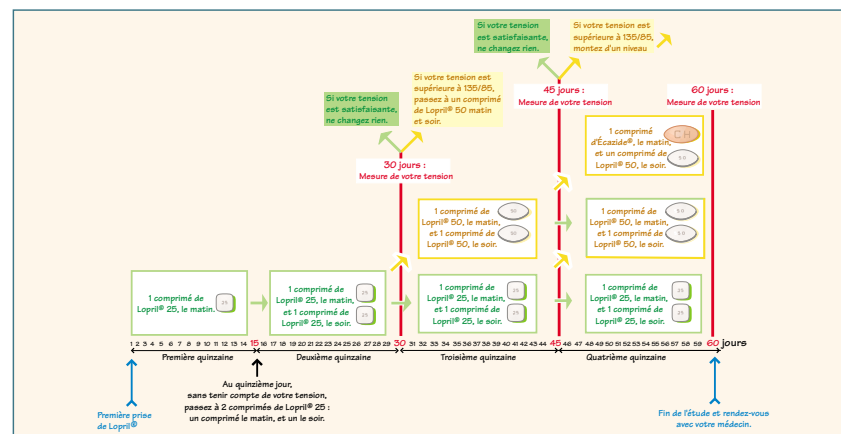 Si votre tension
est satisfaisante,
ne changez rien.
Si votre tension est
supérieure à 135/85,
montez d'un niveau
Si votre tension
est satisfaisante,
ne changez rien.
Si votre tension est
supérieure à 135/85,
passez à un comprimé
de Lopril® 50 matin
et soir.
45 jours :
Mesure de votre tension
60 jours :
Mesure de votre tension
30 jours :
Mesure de votre tension
1 comprimé
d'Écazide®, le matin,
et un comprimé de
Lopril® 50, le soir.
CH
50
1 comprimé de
Lopril® 50, le matin,
et 1 comprimé de
Lopril® 50, le soir.
50
50
1 comprimé de
Lopril® 50, le matin,
et 1 comprimé de
Lopril® 50, le soir.
50
50
1 comprimé de
Lopril® 25, le matin.
25
1 comprimé de
Lopril® 25, le matin,
et 1 comprimé de
Lopril® 25, le soir.
25
25
1 comprimé de
Lopril® 25, le matin,
et 1 comprimé de
Lopril® 25, le soir.
25
25
1 comprimé de
Lopril® 25, le matin,
et 1 comprimé de
Lopril® 25, le soir.
25
25
1 2 3 4 5 6 7 8 9 10 11 12 13 14 15 16 17 18 19 20 21 22 23 24 25 26 27 28 29 30 31 32 33 34 35 36 37 38 39 40 41 42 43 44 45 46 47 48 49 50 51 52 53 54 55 56 57 58 59 60 jours
Première quinzaine
Deuxième quinzaine
Troisième quinzaine
Quatrième quinzaine
Au quinzième jour,
sans tenir compte de votre tension,
passez à 2 comprimés de Lopril® 25 :
un comprimé le matin, et un le soir.
Première prise
de Lopril®
Fin de l'étude et rendez-vous
avec votre médecin.